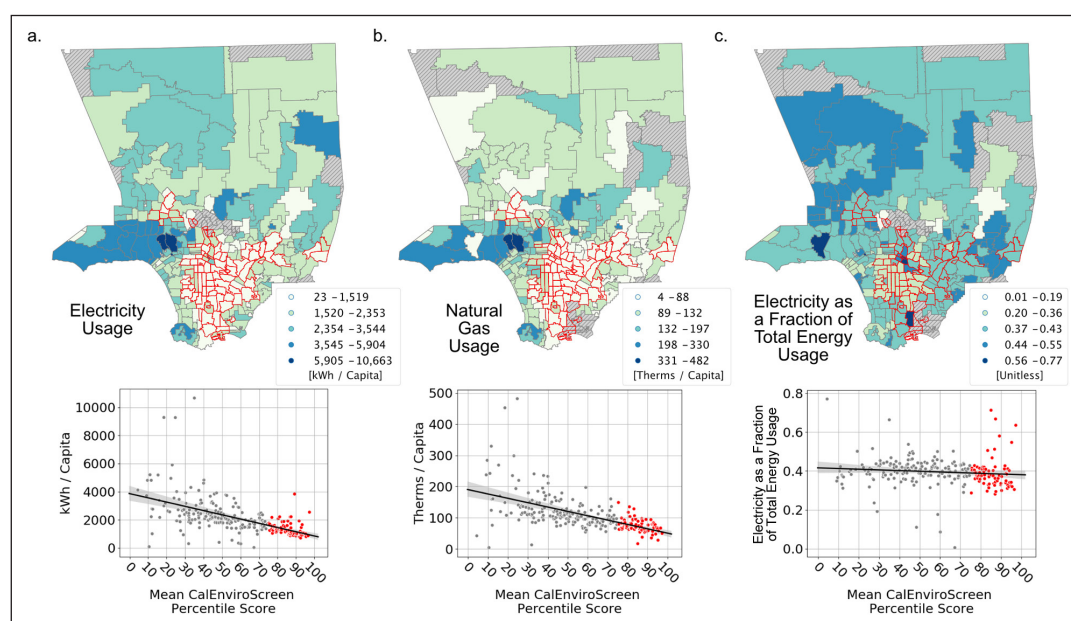 a.
b.
c.
Electricity
Usage
23 –1,519
1,520 –2,353
2,354 –3,544
3,545 –5,904
5,905 –10,663
[kWh / Capita]
Natural
Gas
Usage
4 –88
89 –132
132 –197
198 –330
331 –482
[Therms / Capita]
Electricity as
a Fraction of
Total Energy
Usage
0.01 –0.19
0.20 –0.36
0.37 –0.43
0.44 –0.55
0.56 –0.77
[Unitless]
kWh / Capita
10000
8000
6000
4000
2000
0
0 10 20 30 40 50 60 70 80 90 100
Mean CalEnviroScreen
Percentile Score
Therms / Capita
500
400
300
200
100
0
0 10 20 30 40 50 60 70 80 90 100
Mean CalEnviroScreen
Percentile Score
Electricity as a Fraction
of Total Energy Usage
0.8
0.6
0.4
0.2
0.0
0 10 20 30 40 50 60 70 80 90 100
Mean CalEnviroScreen
Percentile Score